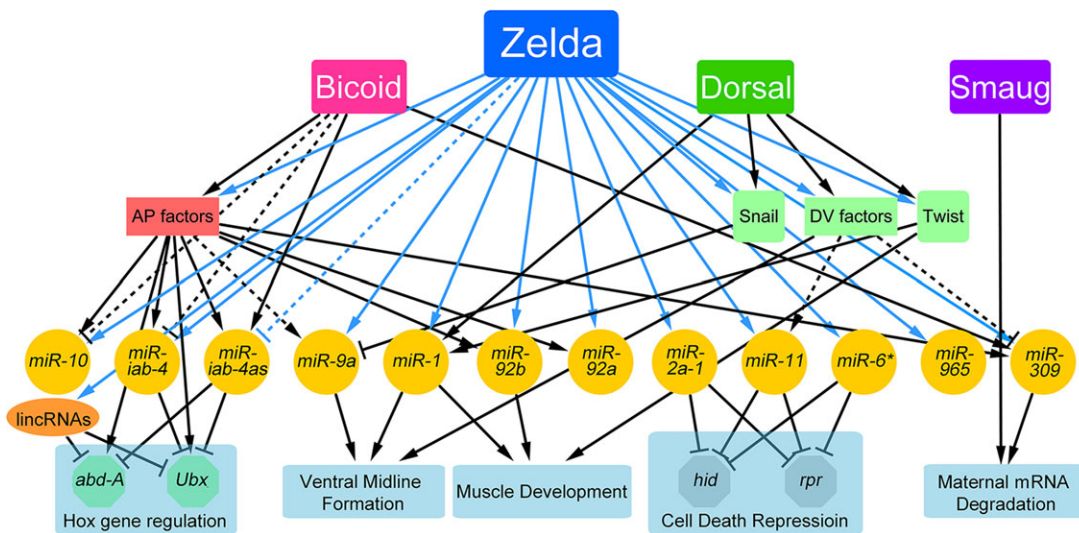 Zelda
Bicoid
Dorsal
Smaug
AP factors
Snail
DV factors
Twist
miR-10
miR-
iab-4
miR-
iab-4as
miR-9a
miR-1
miR-
92b
miR-
92a
miR-
2a-1
miR-11
miR-6*
miR-
965
miR-
309
lincRNAs
abd-A
Ubx
Hox gene regulation
Ventral Midline
Formation
Muscle Development
hid
rpr
Cell Death Repressioin
Maternal mRNA
Degradation